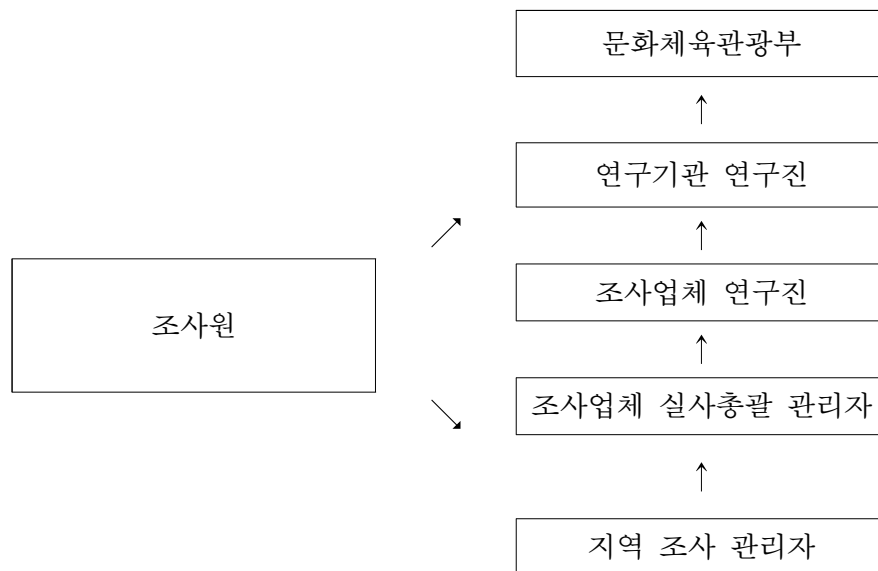 문화체육관광부
연구기관 연구진
조사업체 연구진
조사원
조사업체 실사총괄 관리자
지역 조사 관리자